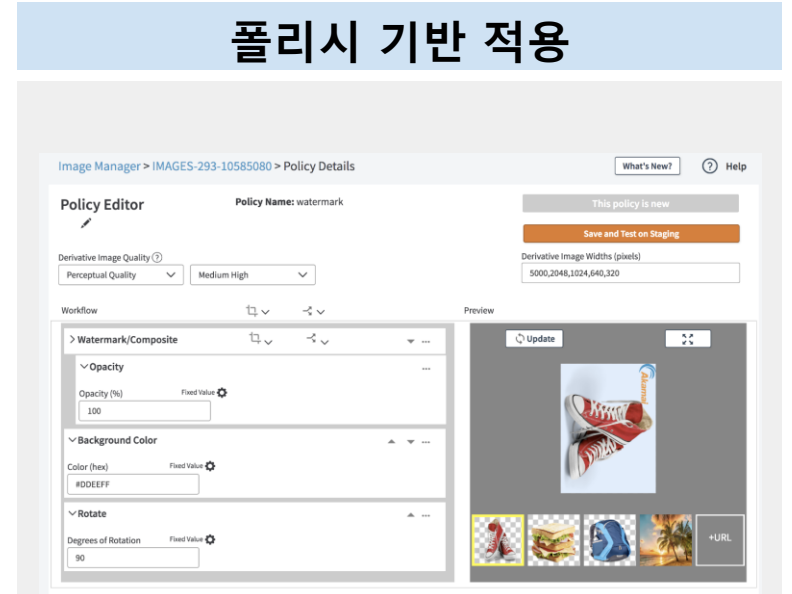 폴리시 기반 적용
Image Manager > IMAGES-293-10585080 > Policy Details
What's New?
? Help
Policy Editor
Policy Name: watermark
This policy is new
Save and Test on Staging
Derivative Image Quality ?
Perceptual Quality
Medium High
Derivative Image Widths (pixels)
5000,2048,1024,640,320
Workflow
Preview
Watermark/Composite
Opacity
Opacity (%) Fixed Value
100
Background Color
Color (hex) Fixed Value
#DDEEFF
Rotate
Degrees of Rotation Fixed Value
90
Update
Akamai
+URL